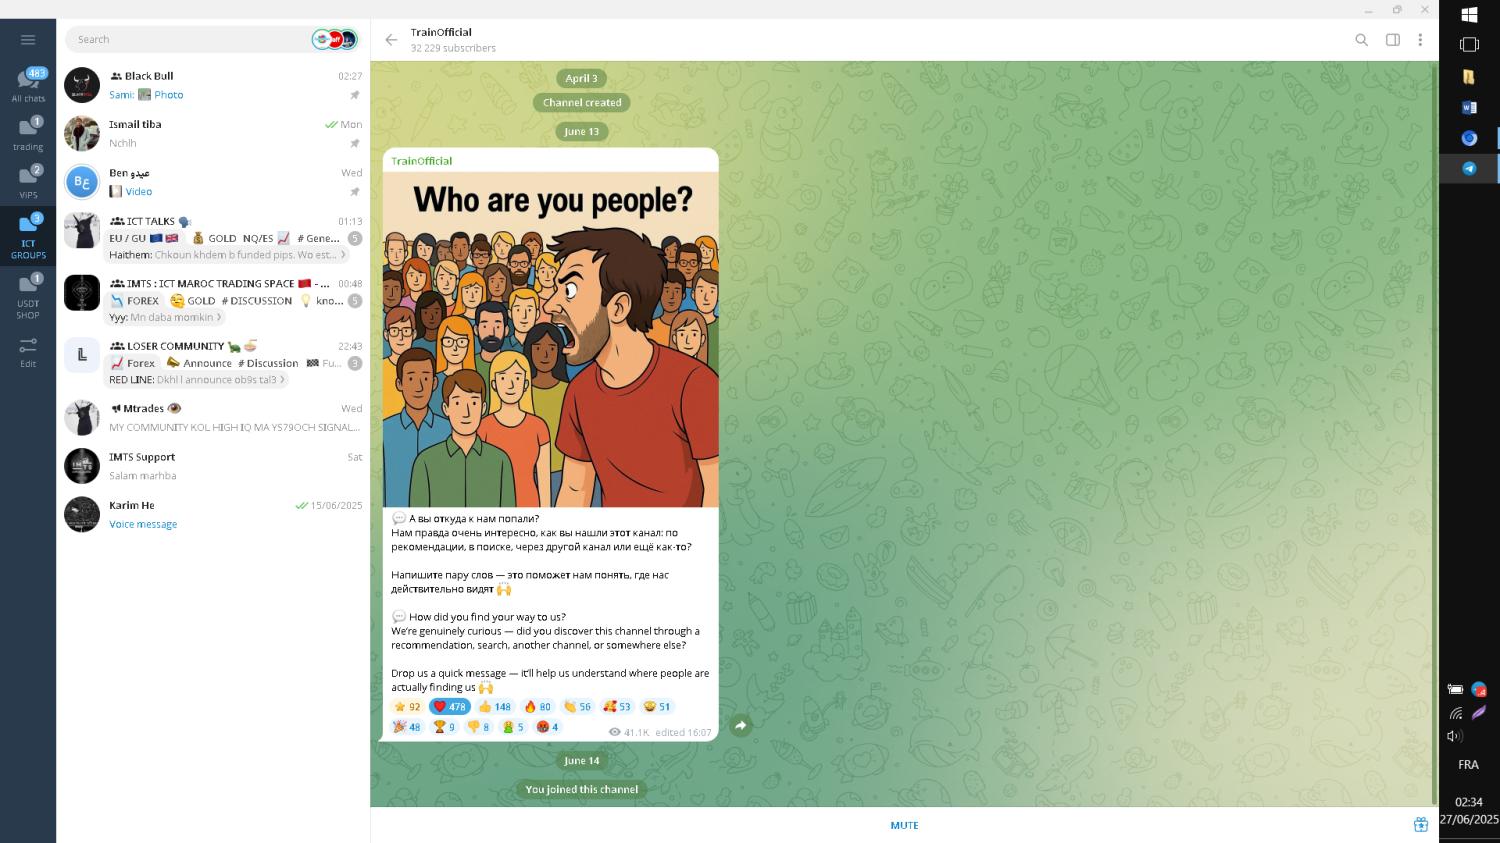 Search
TrainOfficial
32 229 subscribers
483
All chats
1
trading
2
ViPS
3
ICT
GROUPS
1
USDT
SHOP
Edit
Black Bull
02:27
Sami: Photo
Ismail tiba
Mon
Nchlh
Ben عيدو
Wed
Video
ICT TALKS 🗣️
01:13
EU / GU 🇪🇺 🇬🇧 💰 GOLD NQ/ES 📈 # Gene...
5
Haithem: Chkoun khdem b funded pips. Wo est...
IMTS : ICT MAROC TRADING SPACE 🇲🇦 - ...
00:48
📉 FOREX 🤑 GOLD # DISCUSSION 💡 kno...
5
Yyy: Mn daba momkin
L
LOSER COMMUNITY 🐢 🍜
22:43
📈 Forex 📣 Announce # Discussion 🏁 Fu...
3
RED LINE: Dkhl l announce ob9s tal3
Mtrades 👁️
Wed
MY COMMUNITY KOL HIGH IQ MA YS79OCH SIGNAL...
IMTS Support
Sat
Salam marhba
Karim He
15/06/2025
Voice message
April 3
Channel created
June 13
TrainOfficial
Who are you people?
💬 А вы откуда к нам попали?
Нам правда очень интересно, как вы нашли этот канал: по
рекомендации, в поиске, через другой канал или ещё как-то?
Напишите пару слов — это поможет нам понять, где нас
действительно видят 🙌
💬 How did you find your way to us?
We're genuinely curious — did you discover this channel through a
recommendation, search, another channel, or somewhere else?
Drop us a quick message — it'll help us understand where people are
actually finding us 🙌
⭐ 92 ❤️ 478 👍 148 🔥 80 👏 56 🥰 53 🤣 51
🎉 48 🏆 9 👎 8 🤮 5 🤬 4
41.1K edited 16:07
June 14
You joined this channel
MUTE
FRA
02:34
27/06/2025